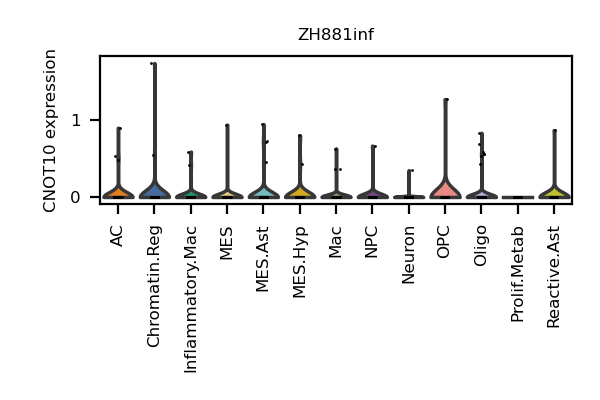 ZH881inf
CNOT10 expression
1
0
AC
Chromatin.Reg
Inflammatory.Mac
MES
MES.Ast
MES.Hyp
Mac
NPC
Neuron
OPC
Oligo
Prolif.Metab
Reactive.Ast